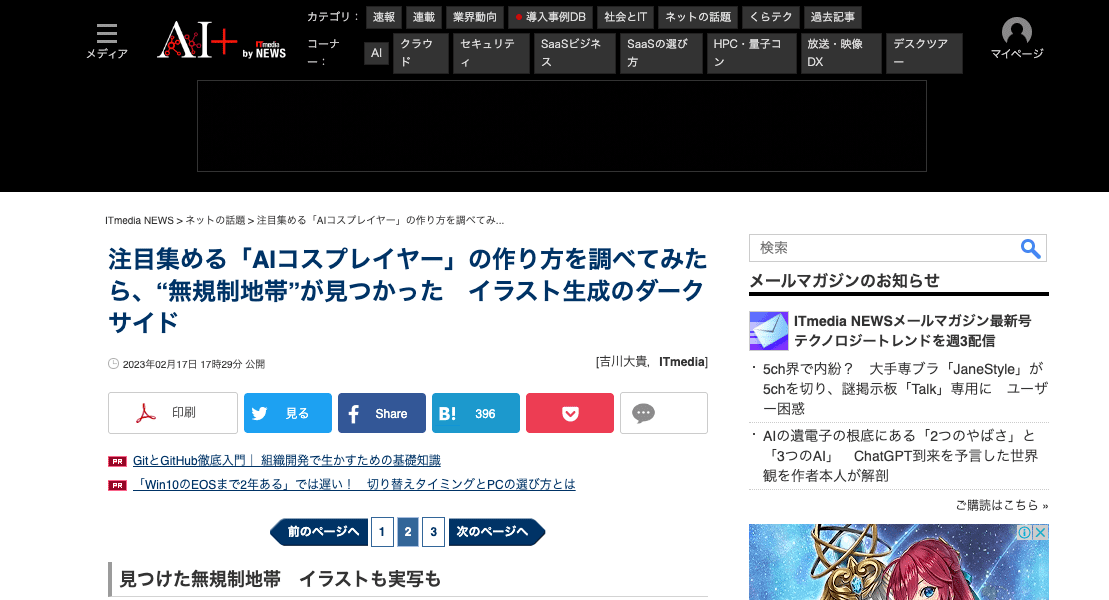 カテゴリ： 速報 連載 業界動向 導入事例DB 社会とIT ネットの話題 くらテク 過去記事
メディア
AI+ by ITmedia NEWS
コーナー： AI クラウド セキュリティ SaaSビジネス SaaSの選び方 HPC・量子コン 放送・映像DX デスクツアー
マイページ
ITmedia NEWS > ネットの話題 > 注目集める「AIコスプレイヤー」の作り方を調べてみ...
注目集める「AIコスプレイヤー」の作り方を調べてみた
ら、“無規制地帯”が見つかった　イラスト生成のダーク
サイド
2023年02月17日 17時29分 公開
[吉川大貴，ITmedia]
印刷 見る Share B! 396
PR GitとGitHub徹底入門｜ 組織開発で生かすための基礎知識
PR 「Win10のEOSまで2年ある」では遅い！　切り替えタイミングとPCの選び方とは
前のページへ 1 2 3 次のページへ
見つけた無規制地帯　イラストも実写も
検索
メールマガジンのお知らせ
ITmedia NEWSメールマガジン最新号
テクノロジートレンドを週3配信
・5ch界で内紛？　大手専ブラ「JaneStyle」が
5chを切り、謎掲示板「Talk」専用に　ユーザ
ー困惑
・AIの遺電子の根底にある「2つのやばさ」と
「3つのAI」　ChatGPT到来を予言した世界
観を作者本人が解剖
ご購読はこちら »